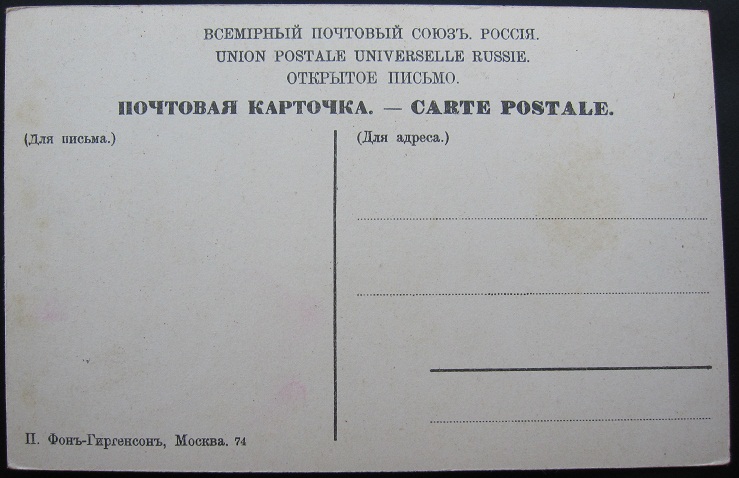 ВСЕМІРНЫЙ ПОЧТОВЫЙ СОЮЗЪ. РОССІЯ.
UNION POSTALE UNIVERSELLE RUSSIE.
ОТКРЫТОЕ ПИСЬМО.
ПОЧТОВАЯ КАРТОЧКА. — CARTE POSTALE.
(Для письма.)
(Для адреса.)
П. Фонъ-Гиргенсонъ, Москва. 74